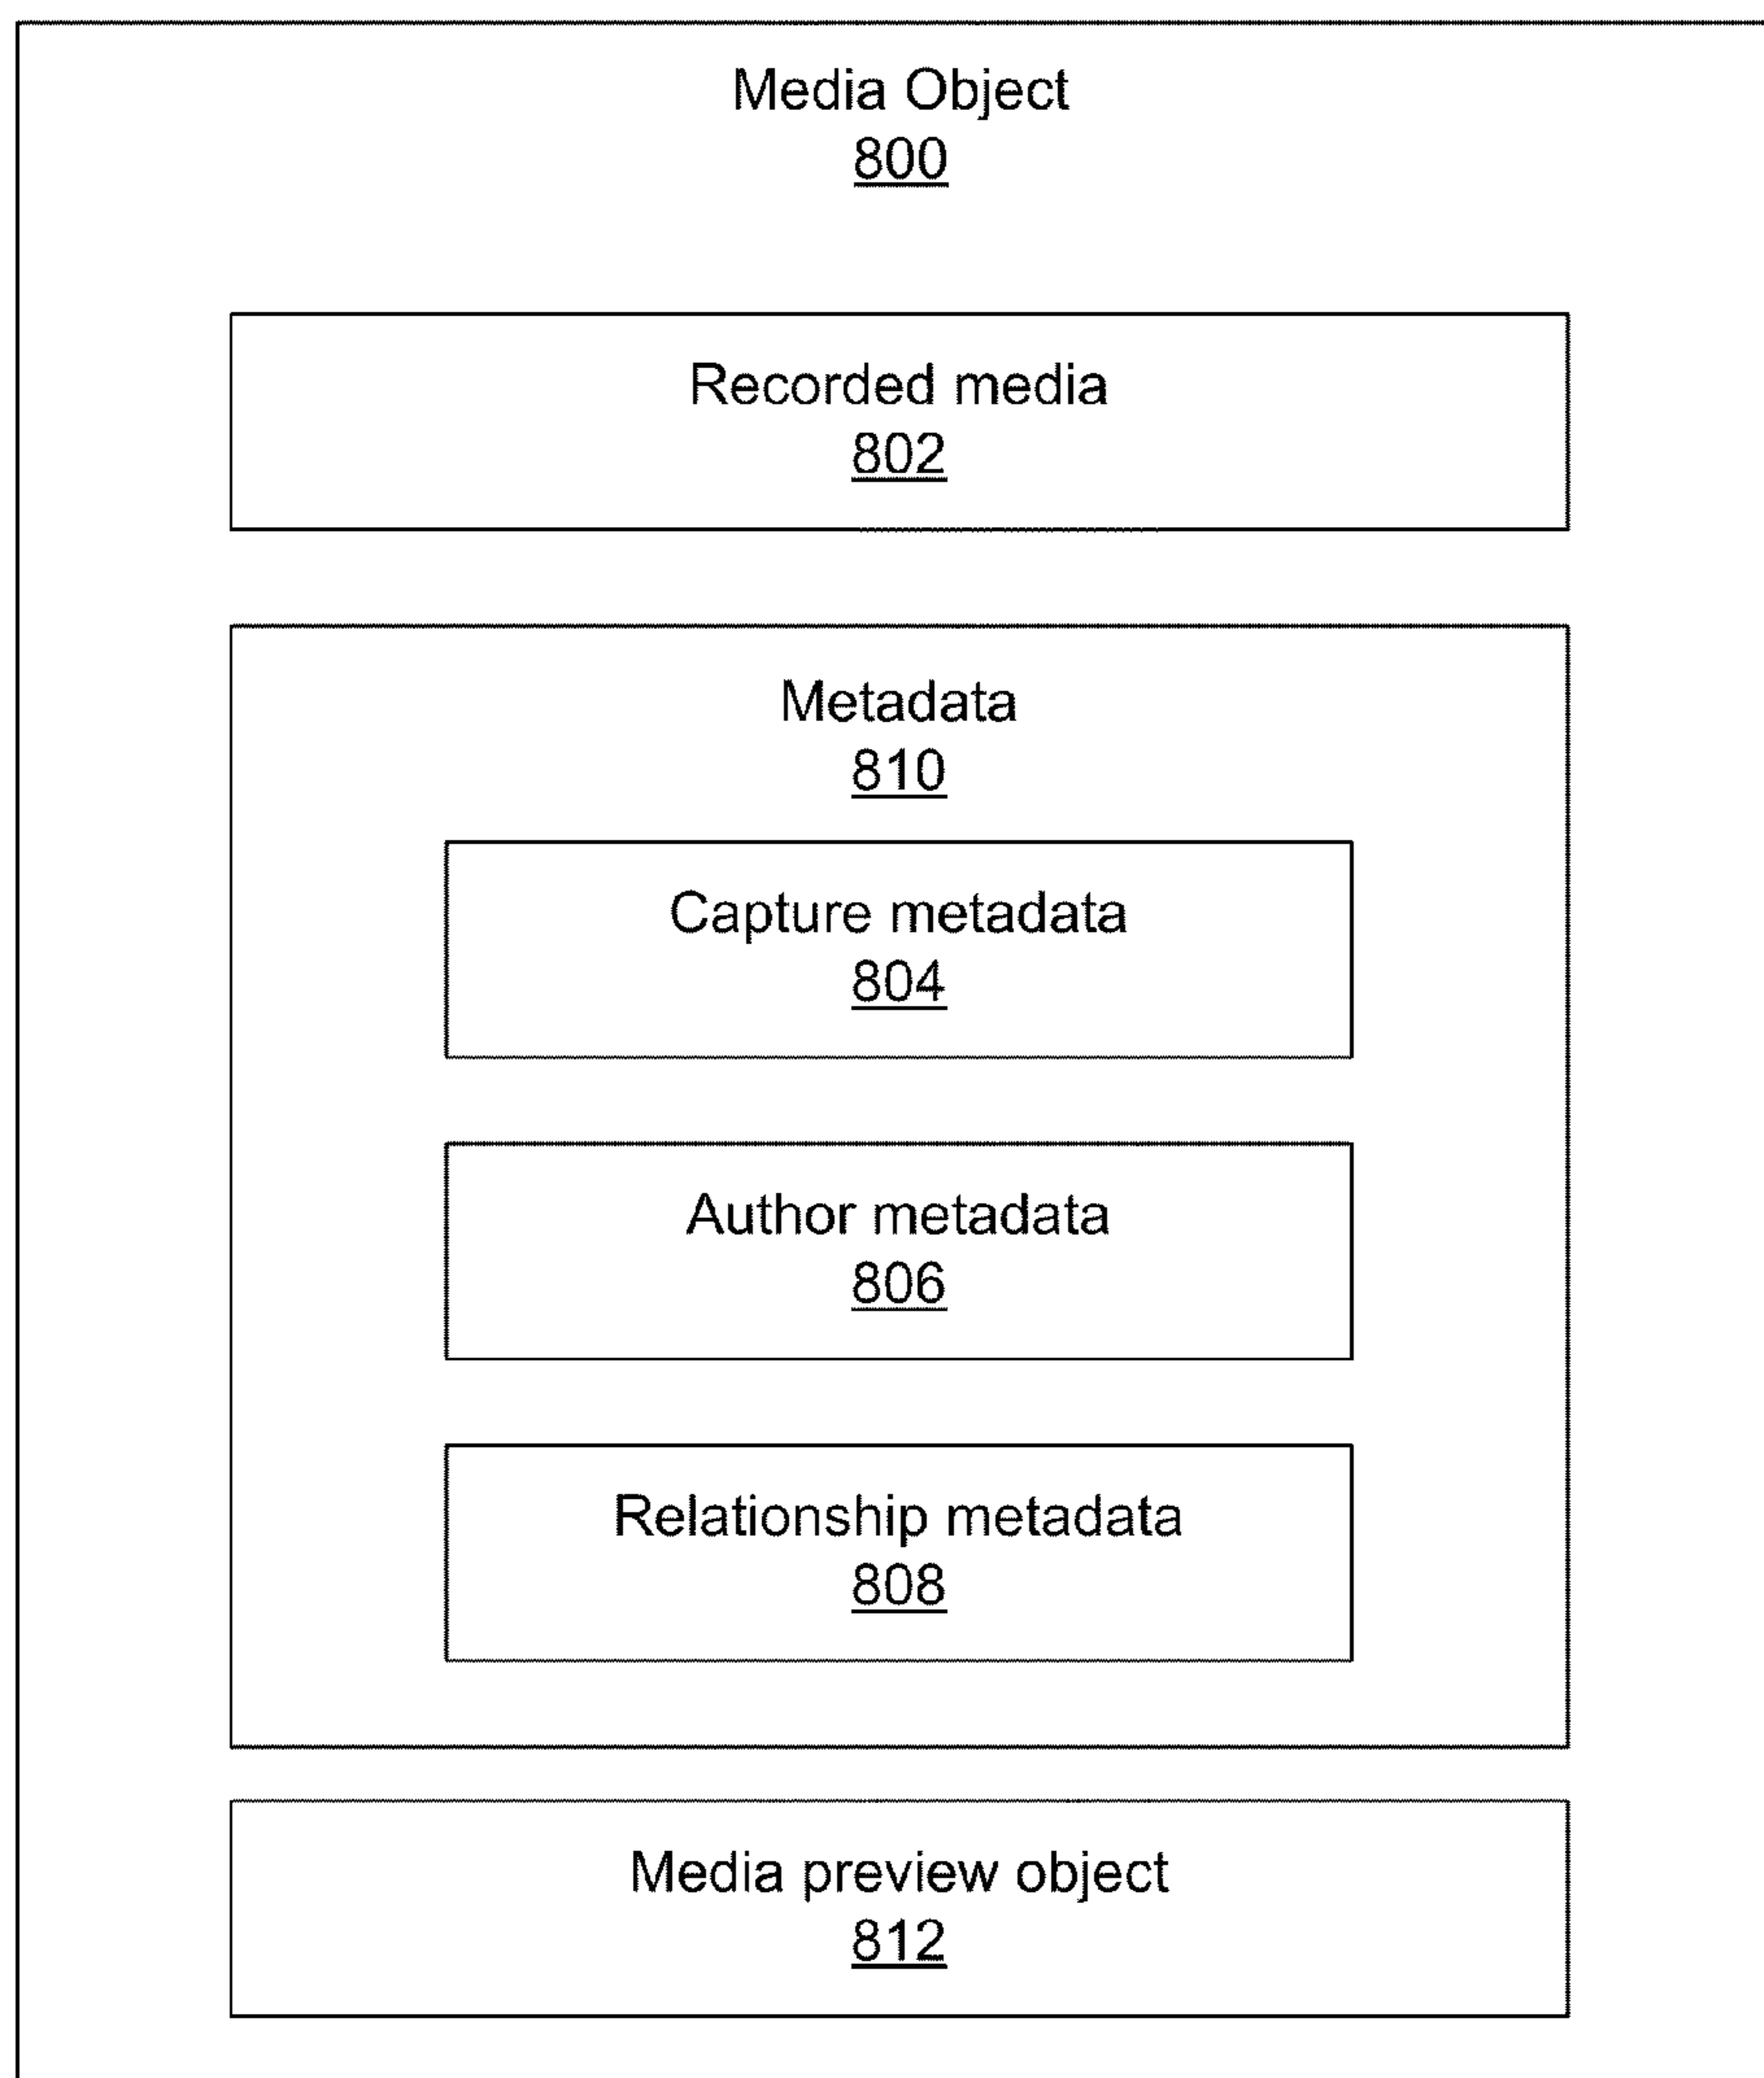 Media Object
800
Recorded media
802
Metadata
810
Capture metadata
804
Author metadata
806
Relationship metadata
808
Media preview object
812